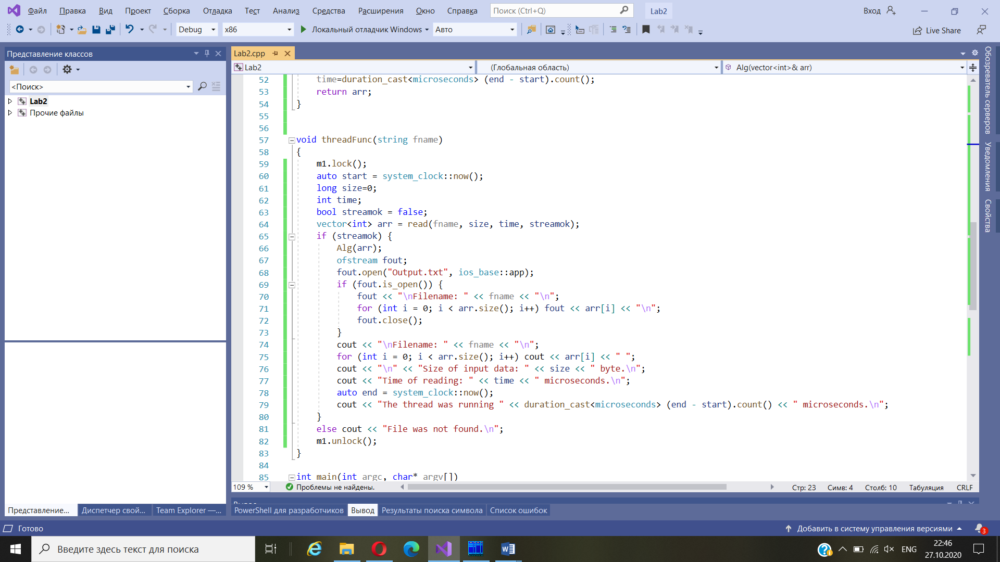 Файл Правка Вид Проект Сборка Отладка Тест Анализ Средства Расширения Окно Справка Поиск (Ctrl+Q) Lab2 Вход
Debug x86 Локальный отладчик Windows Авто Live Share
Представление классов
<Поиск>
Lab2
Прочие файлы
Lab2.cpp
Lab2 (Глобальная область) Alg(vector<int>& arr)
52 time=duration_cast<microseconds> (end - start).count();
53 return arr;
54 }
55
56
57 void threadFunc(string fname)
58 {
59 m1.lock();
60 auto start = system_clock::now();
61 long size=0;
62 int time;
63 bool streamok = false;
64 vector<int> arr = read(fname, size, time, streamok);
65 if (streamok) {
66 Alg(arr);
67 ofstream fout;
68 fout.open("Output.txt", ios_base::app);
69 if (fout.is_open()) {
70 fout << "\nFilename: " << fname << "\n";
71 for (int i = 0; i < arr.size(); i++) fout << arr[i] << "\n";
72 fout.close();
73 }
74 cout << "\nFilename: " << fname << "\n";
75 for (int i = 0; i < arr.size(); i++) cout << arr[i] << " ";
76 cout << "\n" << "Size of input data: " << size << " byte.\n";
77 cout << "Time of reading: " << time << " microseconds.\n";
78 auto end = system_clock::now();
79 cout << "The thread was running " << duration_cast<microseconds> (end - start).count() << " microseconds.\n";
80 }
81 else cout << "File was not found.\n";
82 m1.unlock();
83 }
84
85 int main(int argc, char* argv[])
109 % Проблемы не найдены. Стр: 23 Симв: 4 Столб: 10 Табуляция CRLF
Обозреватель серверов
Уведомления
Свойства
Представление... Диспетчер свой... Team Explorer —... PowerShell для разработчиков Вывод Результаты поиска символа Список ошибок
Готово Добавить в систему управления версиями 3
Введите здесь текст для поиска ENG 22:46
27.10.2020